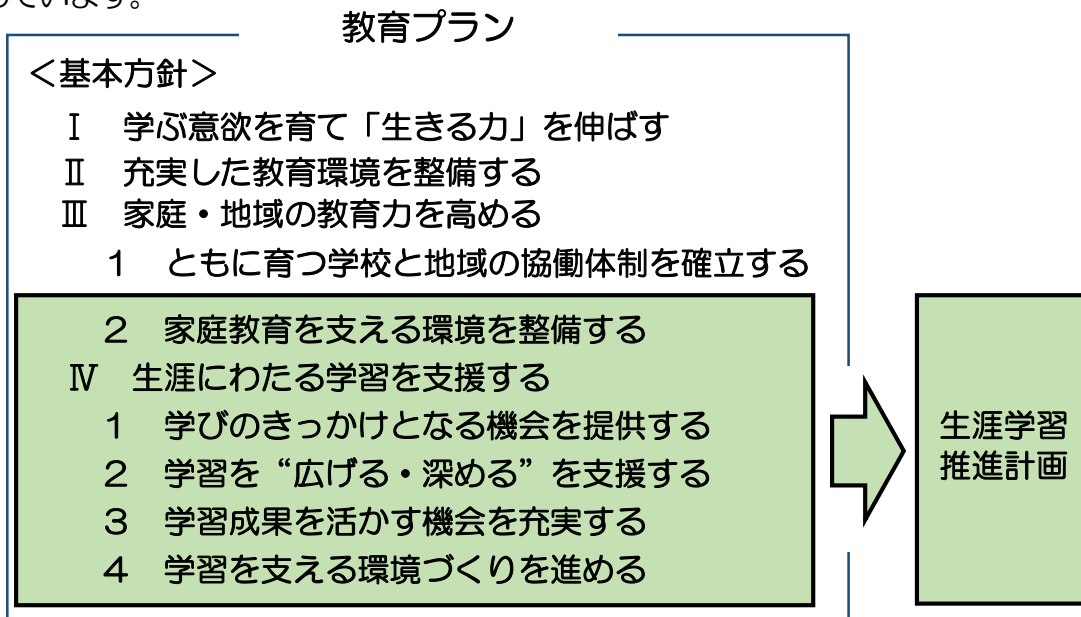 っています。
教育プラン
＜基本方針＞
Ⅰ　学ぶ意欲を育て「生きる力」を伸ばす
Ⅱ　充実した教育環境を整備する
Ⅲ　家庭・地域の教育力を高める
１　ともに育つ学校と地域の協働体制を確立する
２　家庭教育を支える環境を整備する
Ⅳ　生涯にわたる学習を支援する
１　学びのきっかけとなる機会を提供する
２　学習を“広げる・深める”を支援する
３　学習成果を活かす機会を充実する
４　学習を支える環境づくりを進める
生涯学習
推進計画